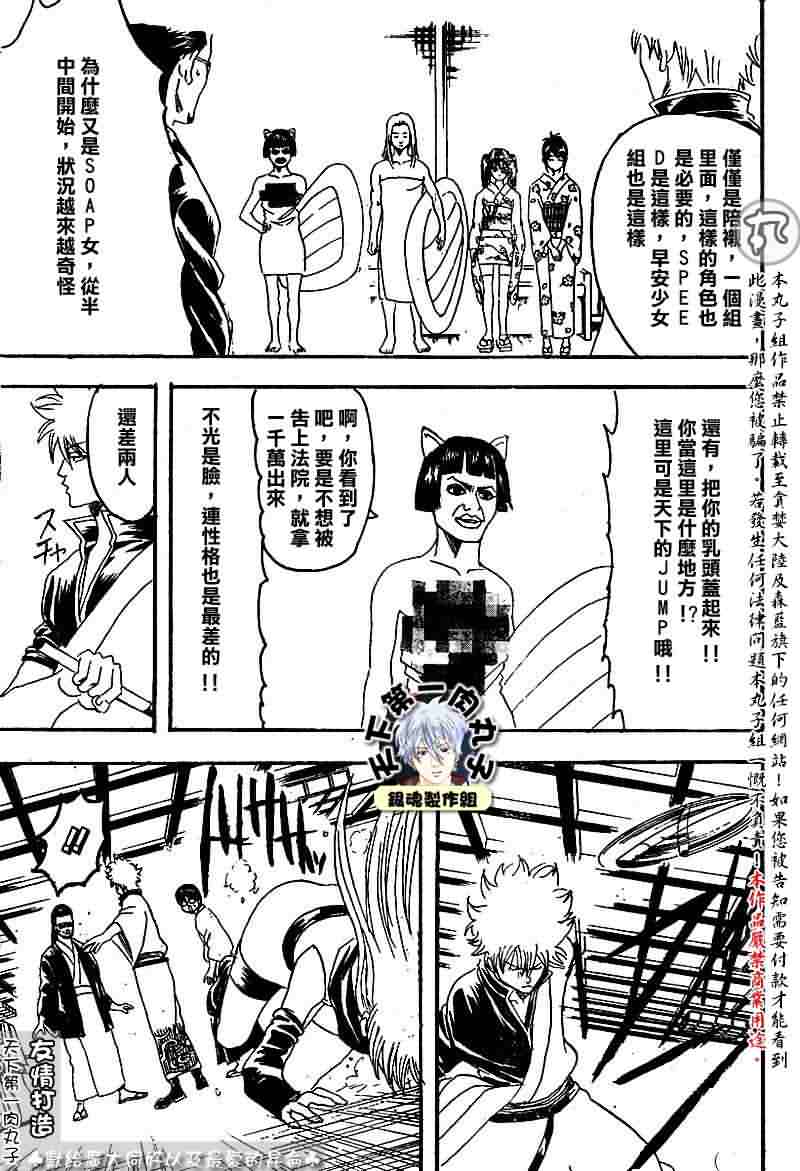 僅僅是陪襯，一個組
里面，這樣的角色也
是必要的，SPEE
D是這樣，早安少女
組也是這樣
為什麼又是SOAP女，從半
中間開始，狀況越來越奇怪
還有，把你的乳頭蓋起來！！
你當這里是什麼地方！？
這里可是天下的JUMP哦！！
啊，你看到了
吧，要是不想被
告上法院，就拿
一千萬出來
不光是臉，連性格也是最差的！！
還差兩人
スチャ
！！
丸
本丸子組作品禁止轉載至貪婪大陸及森藍旗下的任何網站！如果您被告知需要付款才能看到
此漫畫，那麼您被騙了。若發生任何法律問題本丸子組一慨不負責！本作品嚴禁商業用途。
天下第一肉丸子
銀魂製作組
友情打造
天下第一肉丸子